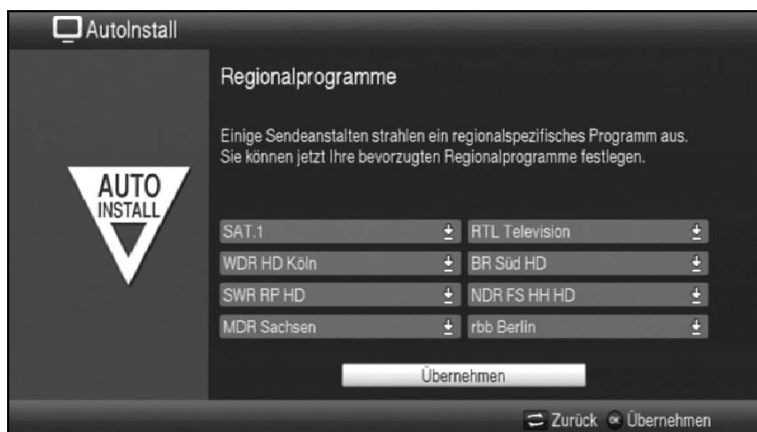 AutoInstall
Regionalprogramme
Einige Sendeanstalten strahlen ein regionalspezifisches Programm aus.
Sie können jetzt Ihre bevorzugten Regionalprogramme festlegen.
AUTO
INSTALL
SAT.1
RTL Television
WDR HD Köln
BR Süd HD
SWR RP HD
NDR FS HH HD
MDR Sachsen
rbb Berlin
Übernehmen
Zurück OK Übernehmen